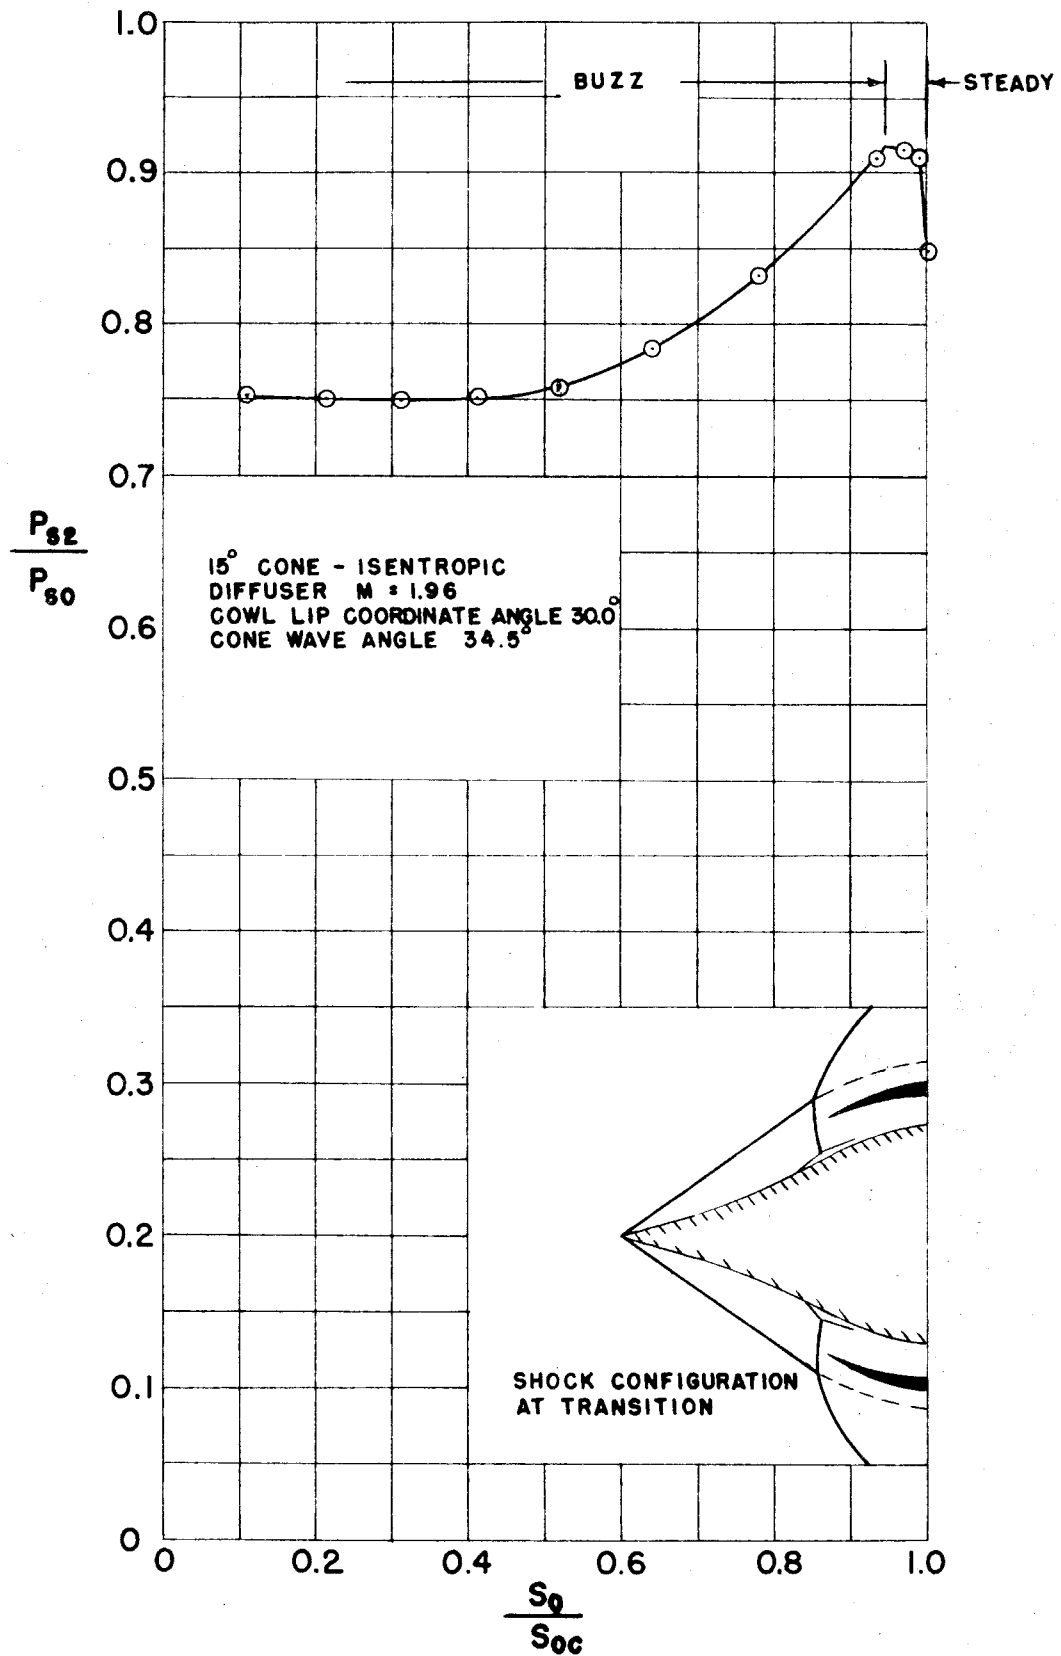 1.0
BUZZ
STEADY
0.9
0.8
0.7
P_S2
P_S0
15° CONE - ISENTROPIC
DIFFUSER M = 1.96
COWL LIP COORDINATE ANGLE 30.0°
CONE WAVE ANGLE 34.5°
0.6
0.5
0.4
0.3
0.2
0.1
SHOCK CONFIGURATION
AT TRANSITION
0
0 0.2 0.4 0.6 0.8 1.0
S_0
S_0C